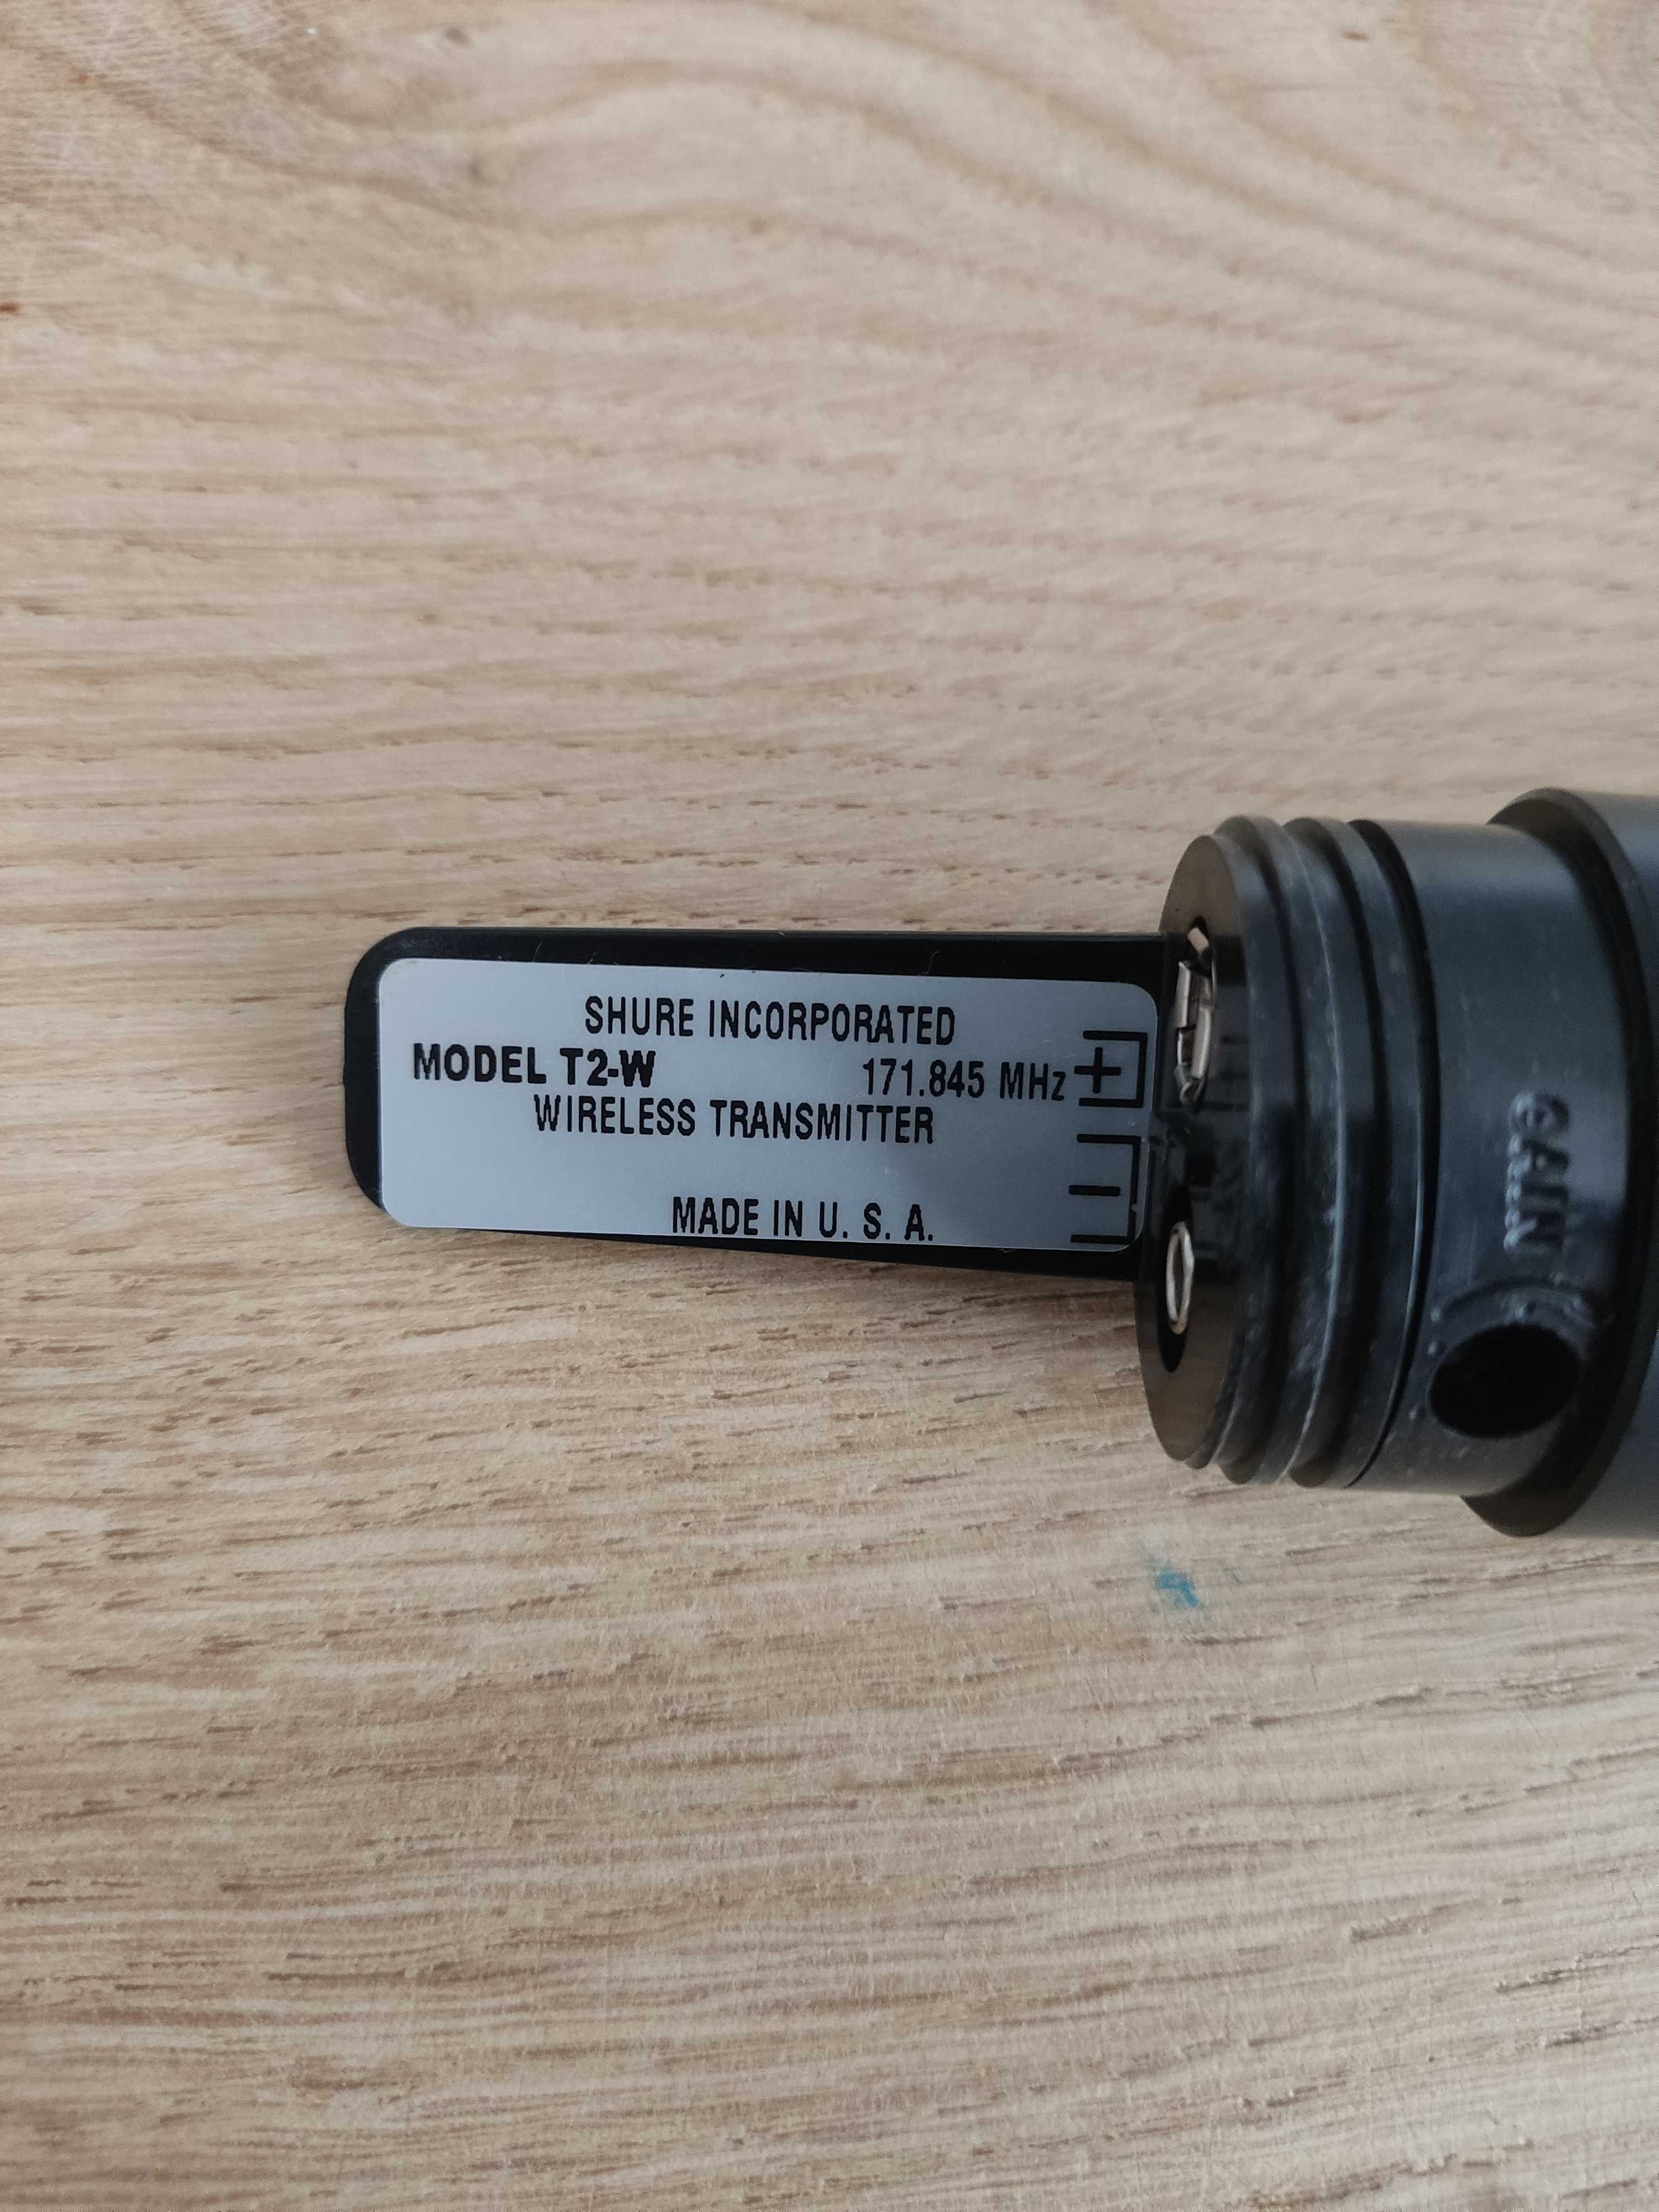 SHURE INCORPORATED
MODEL T2-W 171.845 MHz +
WIRELESS TRANSMITTER
-
MADE IN U. S. A.
GAIN